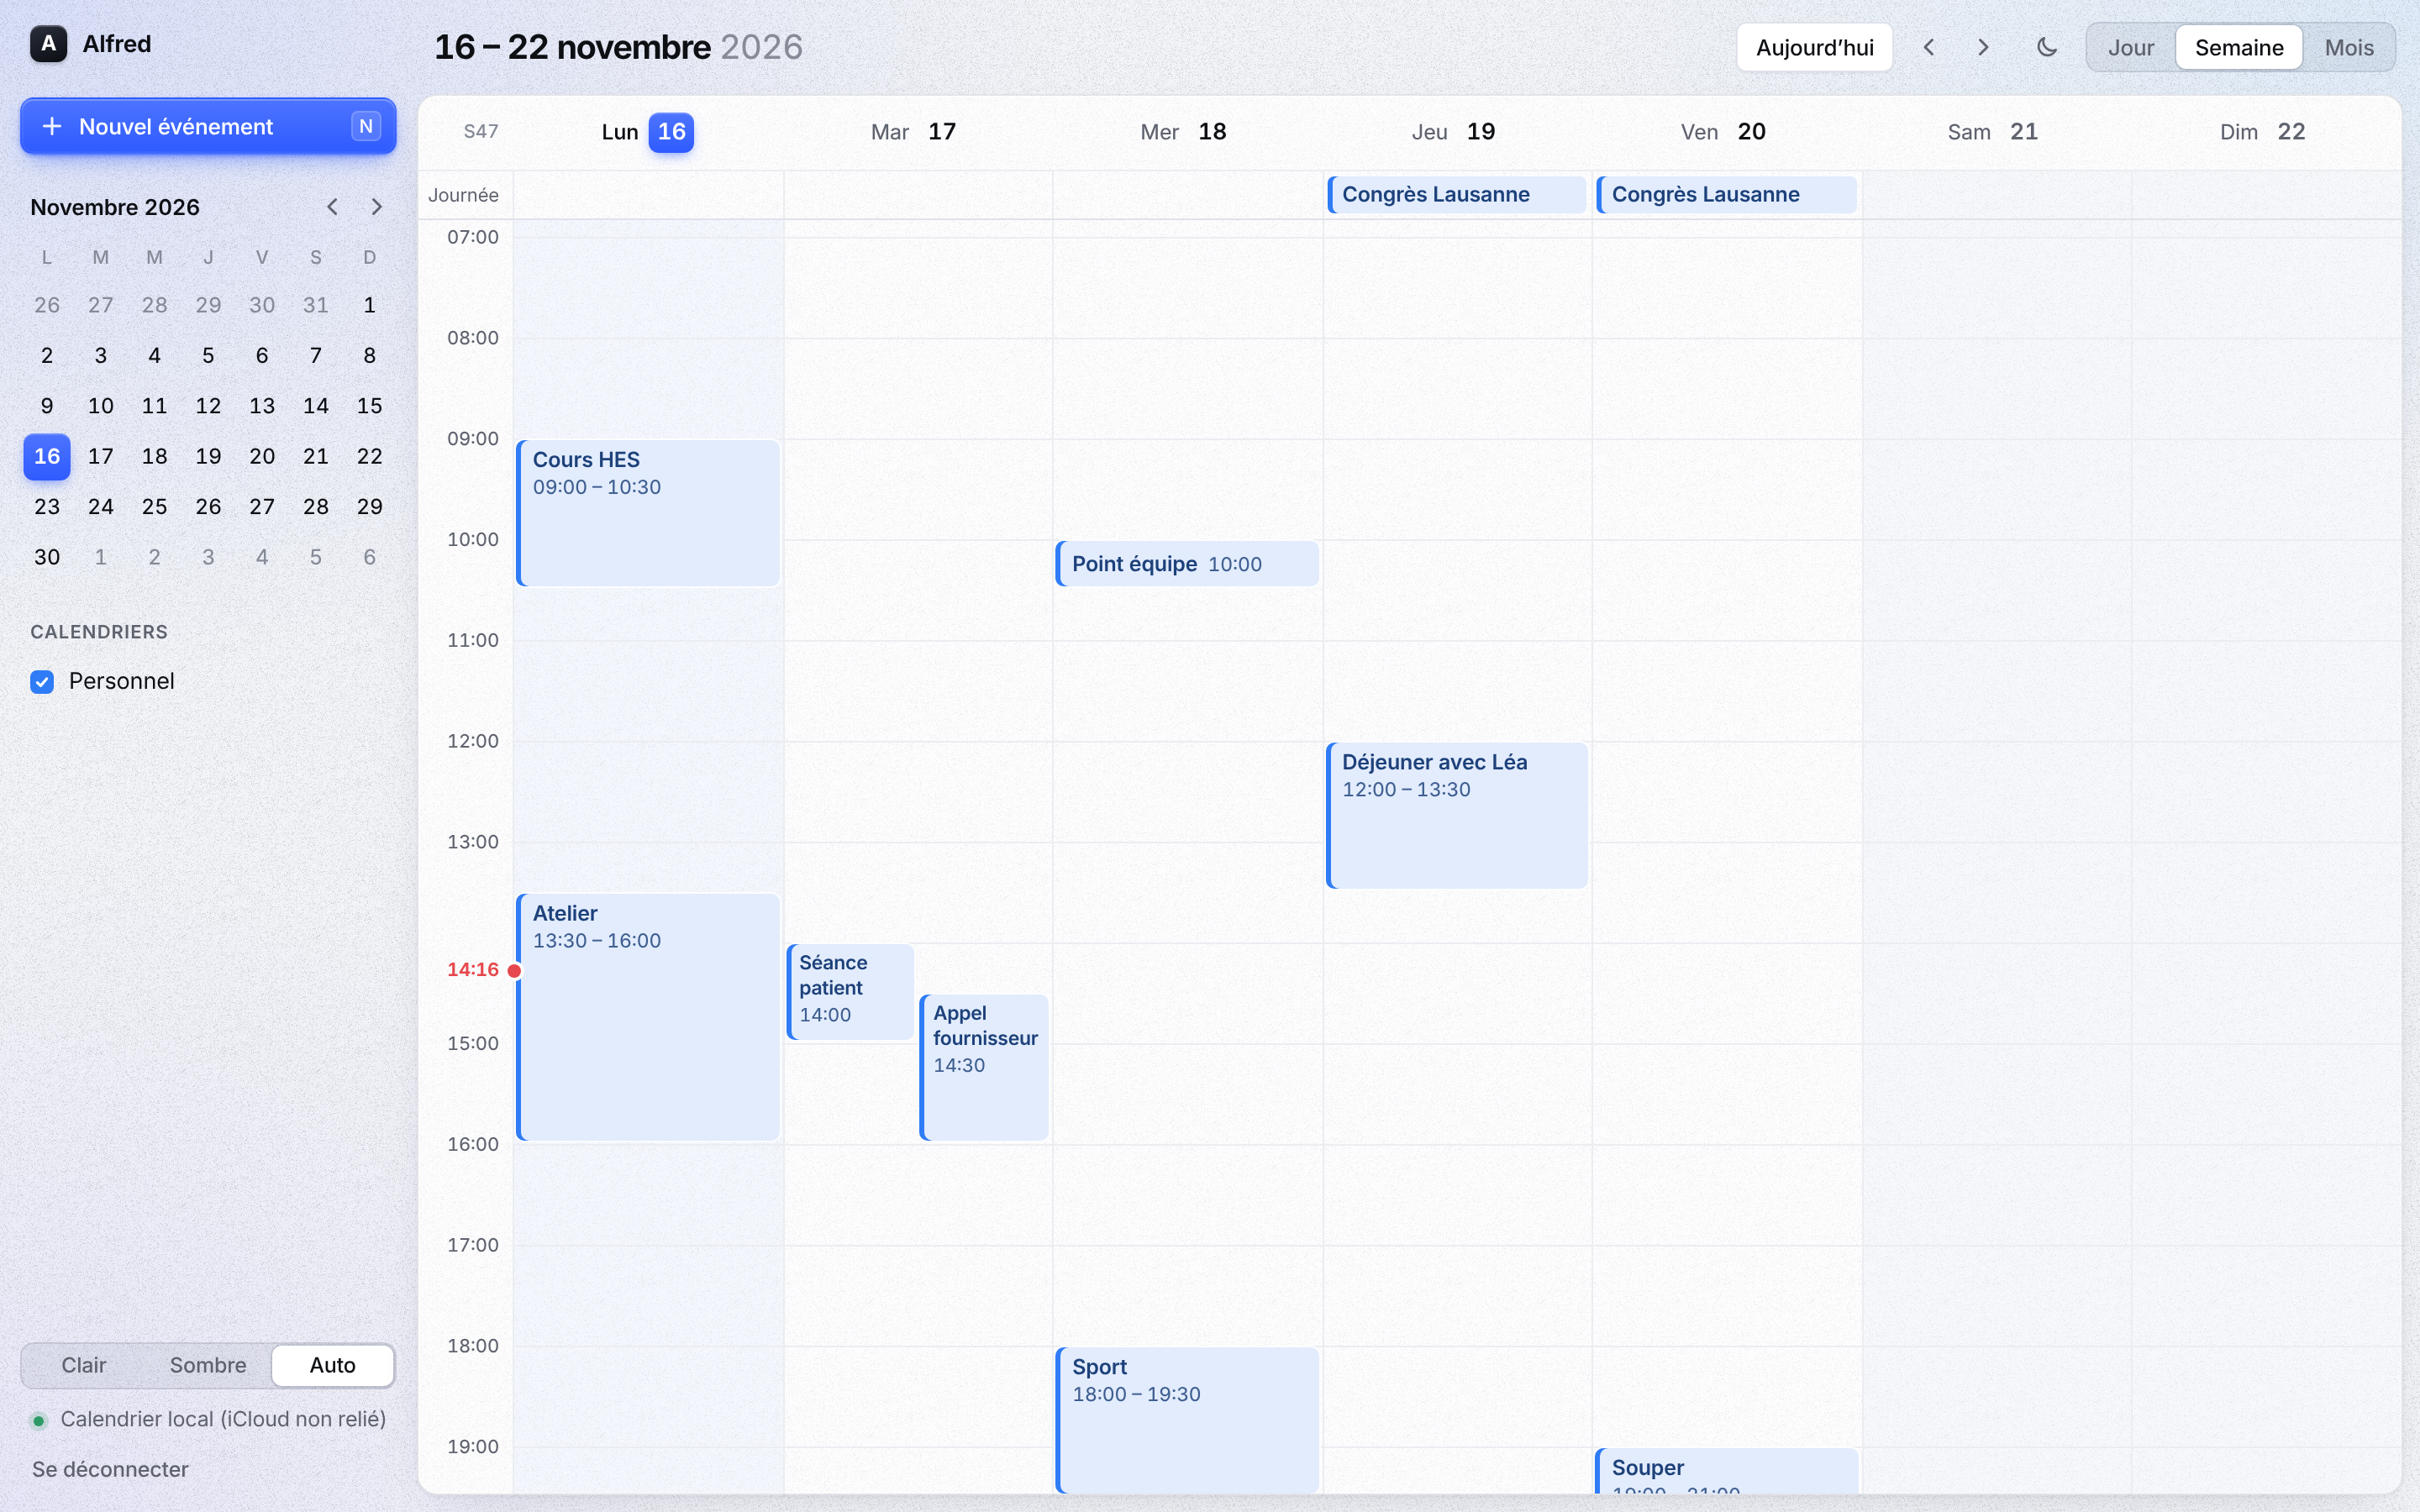 A Alfred
16 – 22 novembre 2026
Aujourd’hui
Jour Semaine Mois
Nouvel événement N
Novembre 2026
L M M J V S D
26 27 28 29 30 31 1
2 3 4 5 6 7 8
9 10 11 12 13 14 15
16 17 18 19 20 21 22
23 24 25 26 27 28 29
30 1 2 3 4 5 6
CALENDRIERS
Personnel
Clair Sombre Auto
Calendrier local (iCloud non relié)
Se déconnecter
S47 Lun 16 Mar 17 Mer 18 Jeu 19 Ven 20 Sam 21 Dim 22
Journée Congrès Lausanne Congrès Lausanne
07:00
08:00
09:00
Cours HES
09:00 – 10:30
10:00
Point équipe 10:00
11:00
12:00
Déjeuner avec Léa
12:00 – 13:30
13:00
Atelier
13:30 – 16:00
14:16
Séance
patient
14:00
Appel
fournisseur
14:30
15:00
16:00
17:00
18:00
Sport
18:00 – 19:30
19:00
Souper
19:00 – 21:00